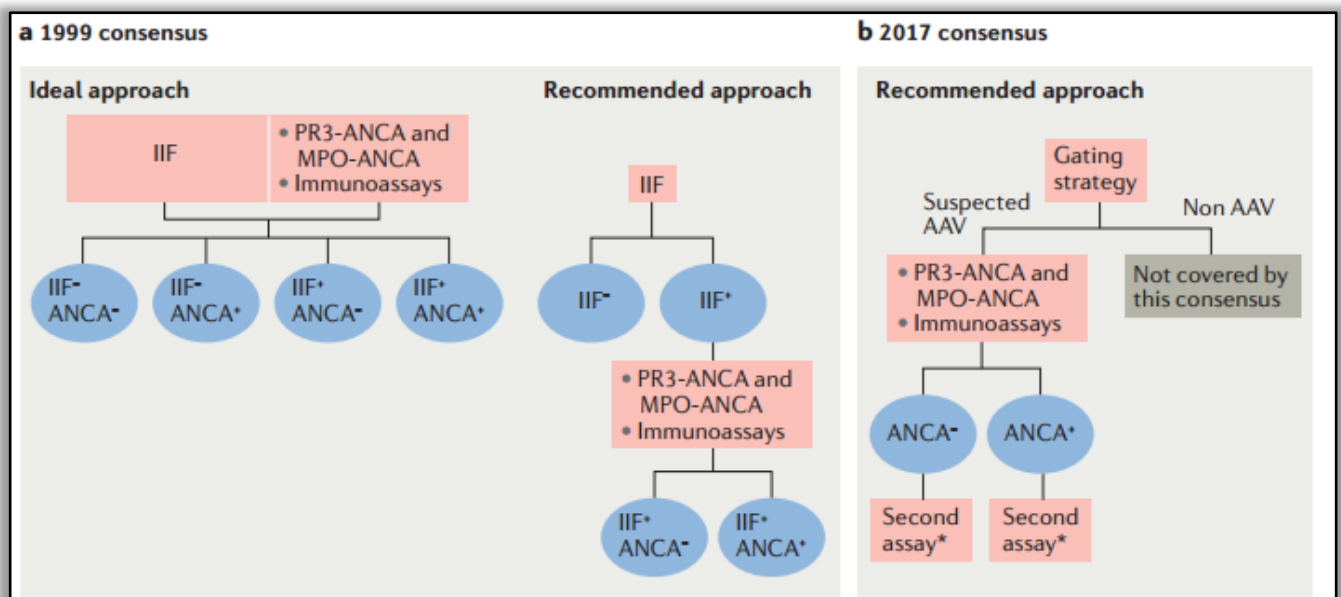 a 1999 consensus
Ideal approach
IIF
• PR3-ANCA and
MPO-ANCA
• Immunoassays
IIF⁻
ANCA⁻
IIF⁻
ANCA⁺
IIF⁺
ANCA⁻
IIF⁺
ANCA⁺
Recommended approach
IIF
IIF⁻
IIF⁺
• PR3-ANCA and
MPO-ANCA
• Immunoassays
IIF⁺
ANCA⁻
IIF⁺
ANCA⁺
b 2017 consensus
Recommended approach
Gating
strategy
Suspected
AAV
Non AAV
• PR3-ANCA and
MPO-ANCA
• Immunoassays
Not covered by
this consensus
ANCA⁻
ANCA⁺
Second
assay*
Second
assay*